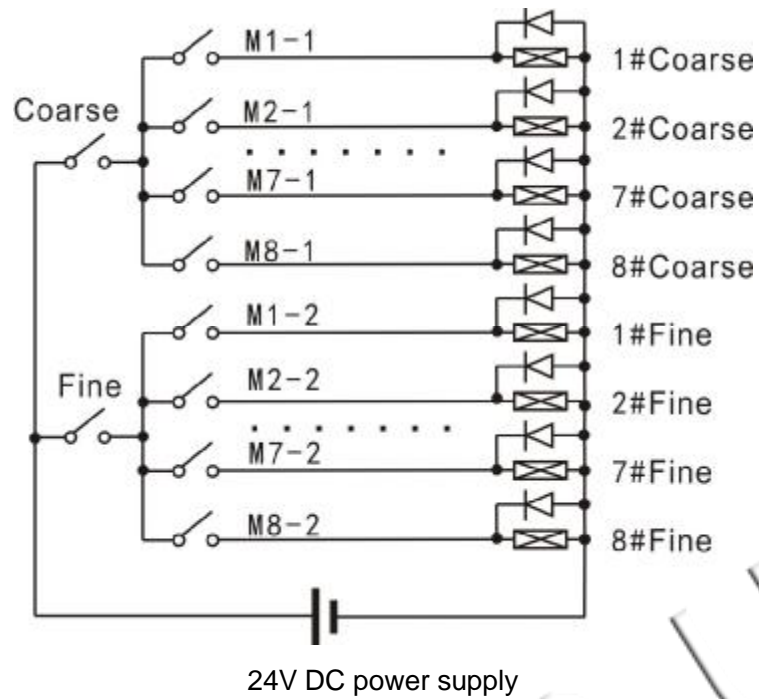 M1-1
1#Coarse
Coarse
M2-1
2#Coarse
M7-1
7#Coarse
M8-1
8#Coarse
M1-2
1#Fine
Fine
M2-2
2#Fine
M7-2
7#Fine
M8-2
8#Fine
24V DC power supply